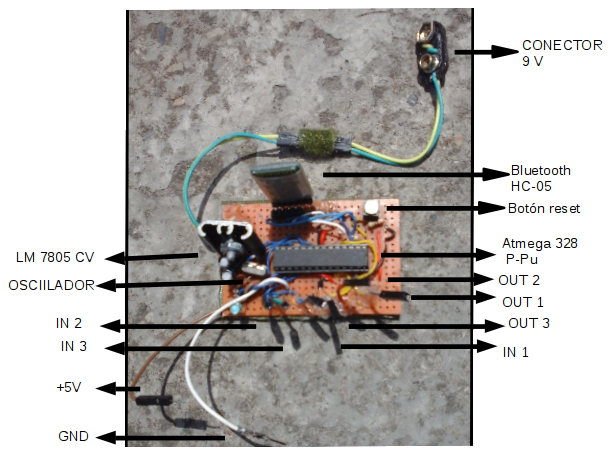 CONECTOR
9 V
Bluetooth
HC-05
Botón reset
LM 7805 CV
Atmega 328
P-Pu
OSCIILADOR
OUT 2
OUT 1
IN 2
OUT 3
IN 3
IN 1
+5V
GND